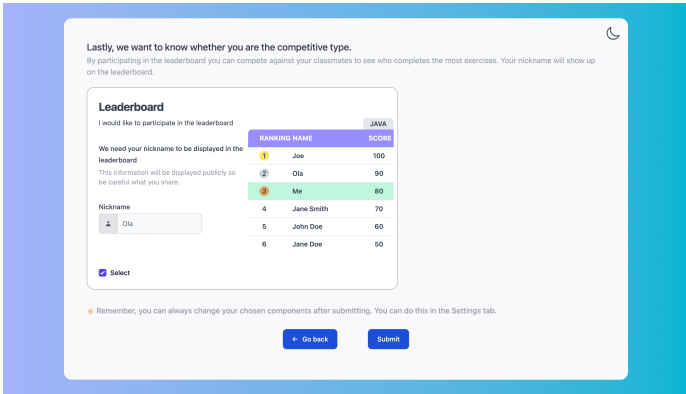 Lastly, we want to know whether you are the competitive type.
By participating in the leaderboard you can compete against your classmates to see who completes the most exercises. Your nickname will show up
on the leaderboard.
Leaderboard
I would like to participate in the leaderboard
We need your nickname to be displayed in the
leaderboard
This information will be displayed publicly so
be careful what you share.
Nickname
Ola
Select
JAVA
RANKING NAME SCORE
1 Joe 100
2 Ola 90
3 Me 80
4 Jane Smith 70
5 John Doe 60
6 Jane Doe 50
☝ Remember, you can always change your chosen components after submitting. You can do this in the Settings tab.
← Go back
Submit